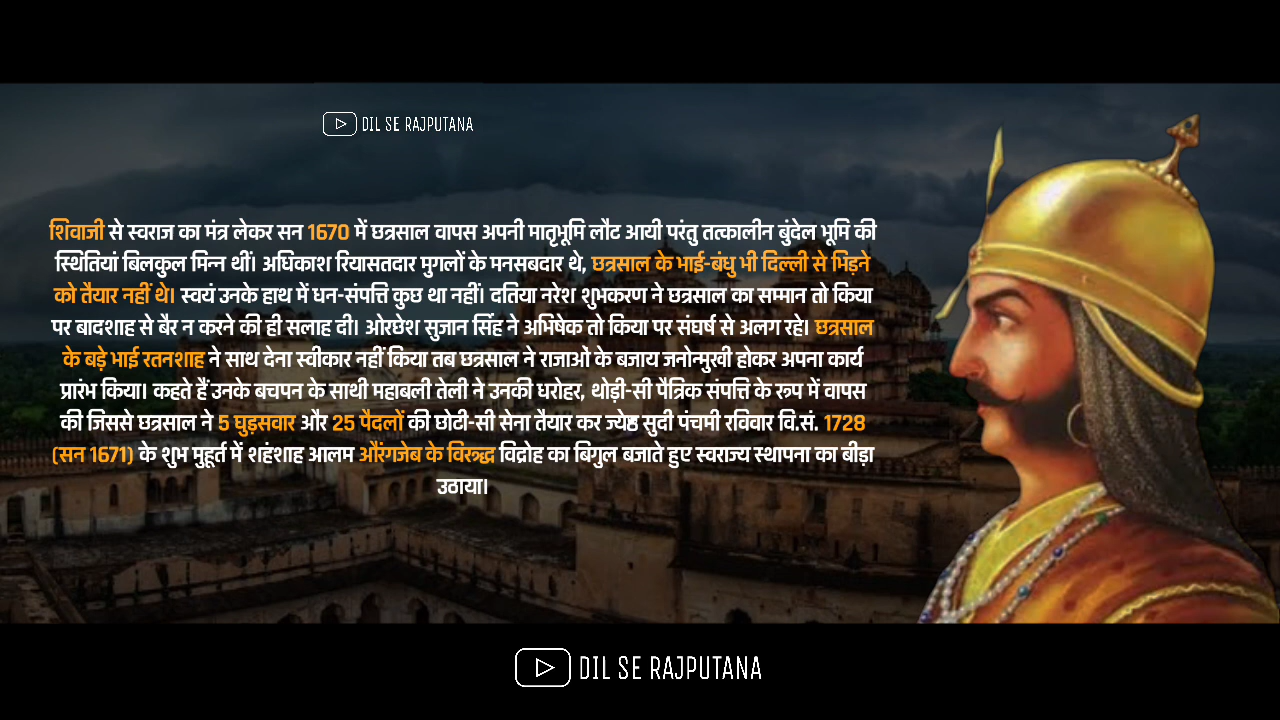 DIL SE RAJPUTANA
शिवाजी से स्वराज का मंत्र लेकर सन 1670 में छत्रसाल वापस अपनी मातृभूमि लौट आयी परंतु तत्कालीन बुंदेल भूमि की
स्थितियां बिलकुल मिन्न थीं। अधिकाश रियासतदार मुगलों के मनसबदार थे, छत्रसाल के भाई-बंधु भी दिल्ली से भिड़ने
को तैयार नहीं थे। स्वयं उनके हाथ में धन-संपत्ति कुछ था नहीं। दतिया नरेश शुभकरण ने छत्रसाल का सम्मान तो किया
पर बादशाह से बैर न करने की ही सलाह दी। ओरछेश सुजान सिंह ने अभिषेक तो किया पर संघर्ष से अलग रहे। छत्रसाल
के बड़े भाई रतनशाह ने साथ देना स्वीकार नहीं किया तब छत्रसाल ने राजाओं के बजाय जनोन्मुखी होकर अपना कार्य
प्रारंभ किया। कहते हैं उनके बचपन के साथी महाबली तेली ने उनकी धरोहर, थोड़ी-सी पैत्रिक संपत्ति के रूप में वापस
की जिससे छत्रसाल ने 5 घुड़सवार और 25 पैदलों की छोटी-सी सेना तैयार कर ज्येष्ठ सुदी पंचमी रविवार वि.सं. 1728
(सन 1671) के शुभ मुहूर्त में शहंशाह आलम औरंगजेब के विरूद्ध विद्रोह का बिगुल बजाते हुए स्वराज्य स्थापना का बीड़ा
उठाया।
DIL SE RAJPUTANA